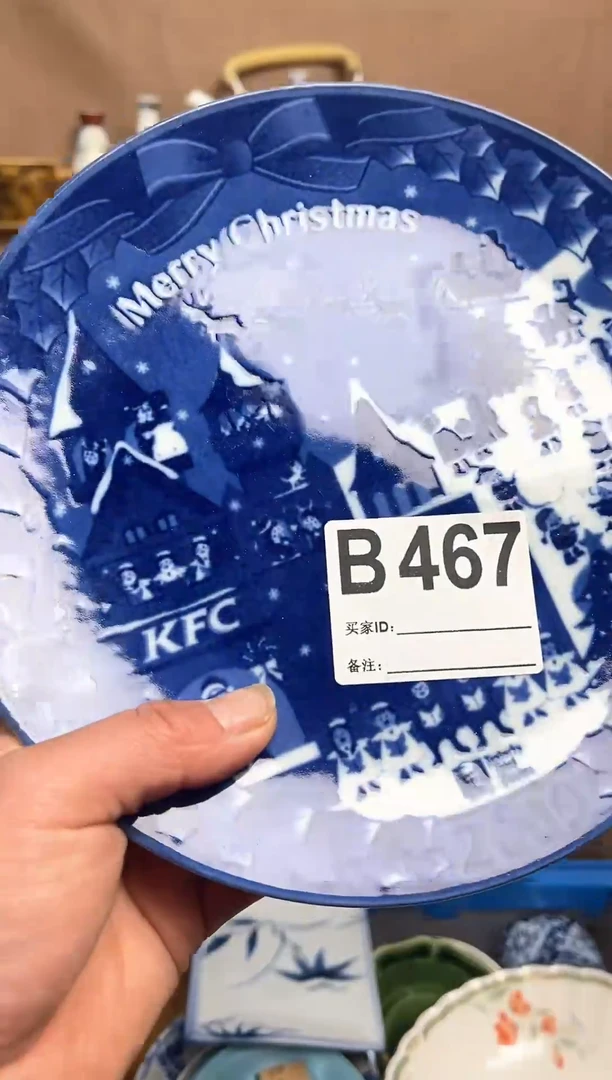 Merry Christmas
B467
买家ID:
KFC
备注: